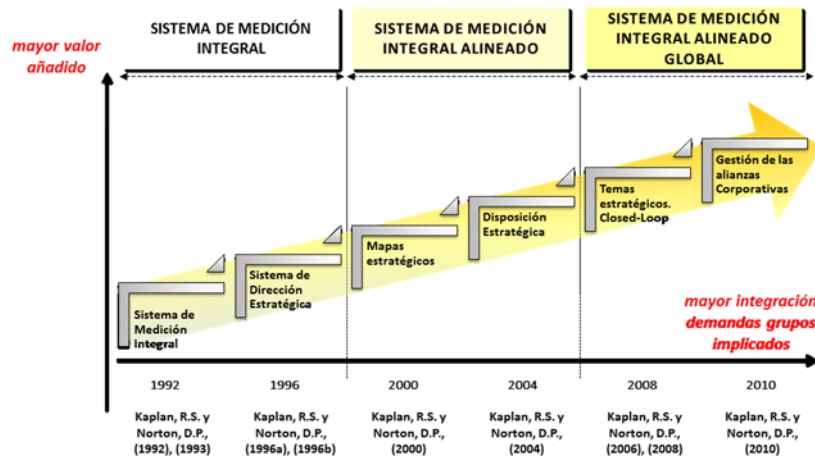 mayor valor
añadido
SISTEMA DE MEDICIÓN
INTEGRAL
SISTEMA DE MEDICIÓN
INTEGRAL ALINEADO
SISTEMA DE MEDICIÓN
INTEGRAL ALINEADO
GLOBAL
Sistema de
Medición
Integral
Sistema de
Dirección
Estratégica
Mapas
estratégicos
Disposición
Estratégica
Temas
estratégicos.
Closed-Loop
Gestión de las
alianzas
Corporativas
mayor integración
demandas grupos
implicados
1992
1996
2000
2004
2008
2010
Kaplan, R.S. y
Norton, D.P.,
(1992), (1993)
Kaplan, R.S. y
Norton, D.P.,
(1996a), (1996b)
Kaplan, R.S. y
Norton, D.P.,
(2000)
Kaplan, R.S. y
Norton, D.P.,
(2004)
Kaplan, R.S. y
Norton, D.P.,
(2006), (2008)
Kaplan, R.S. y
Norton, D.P.,
(2010)